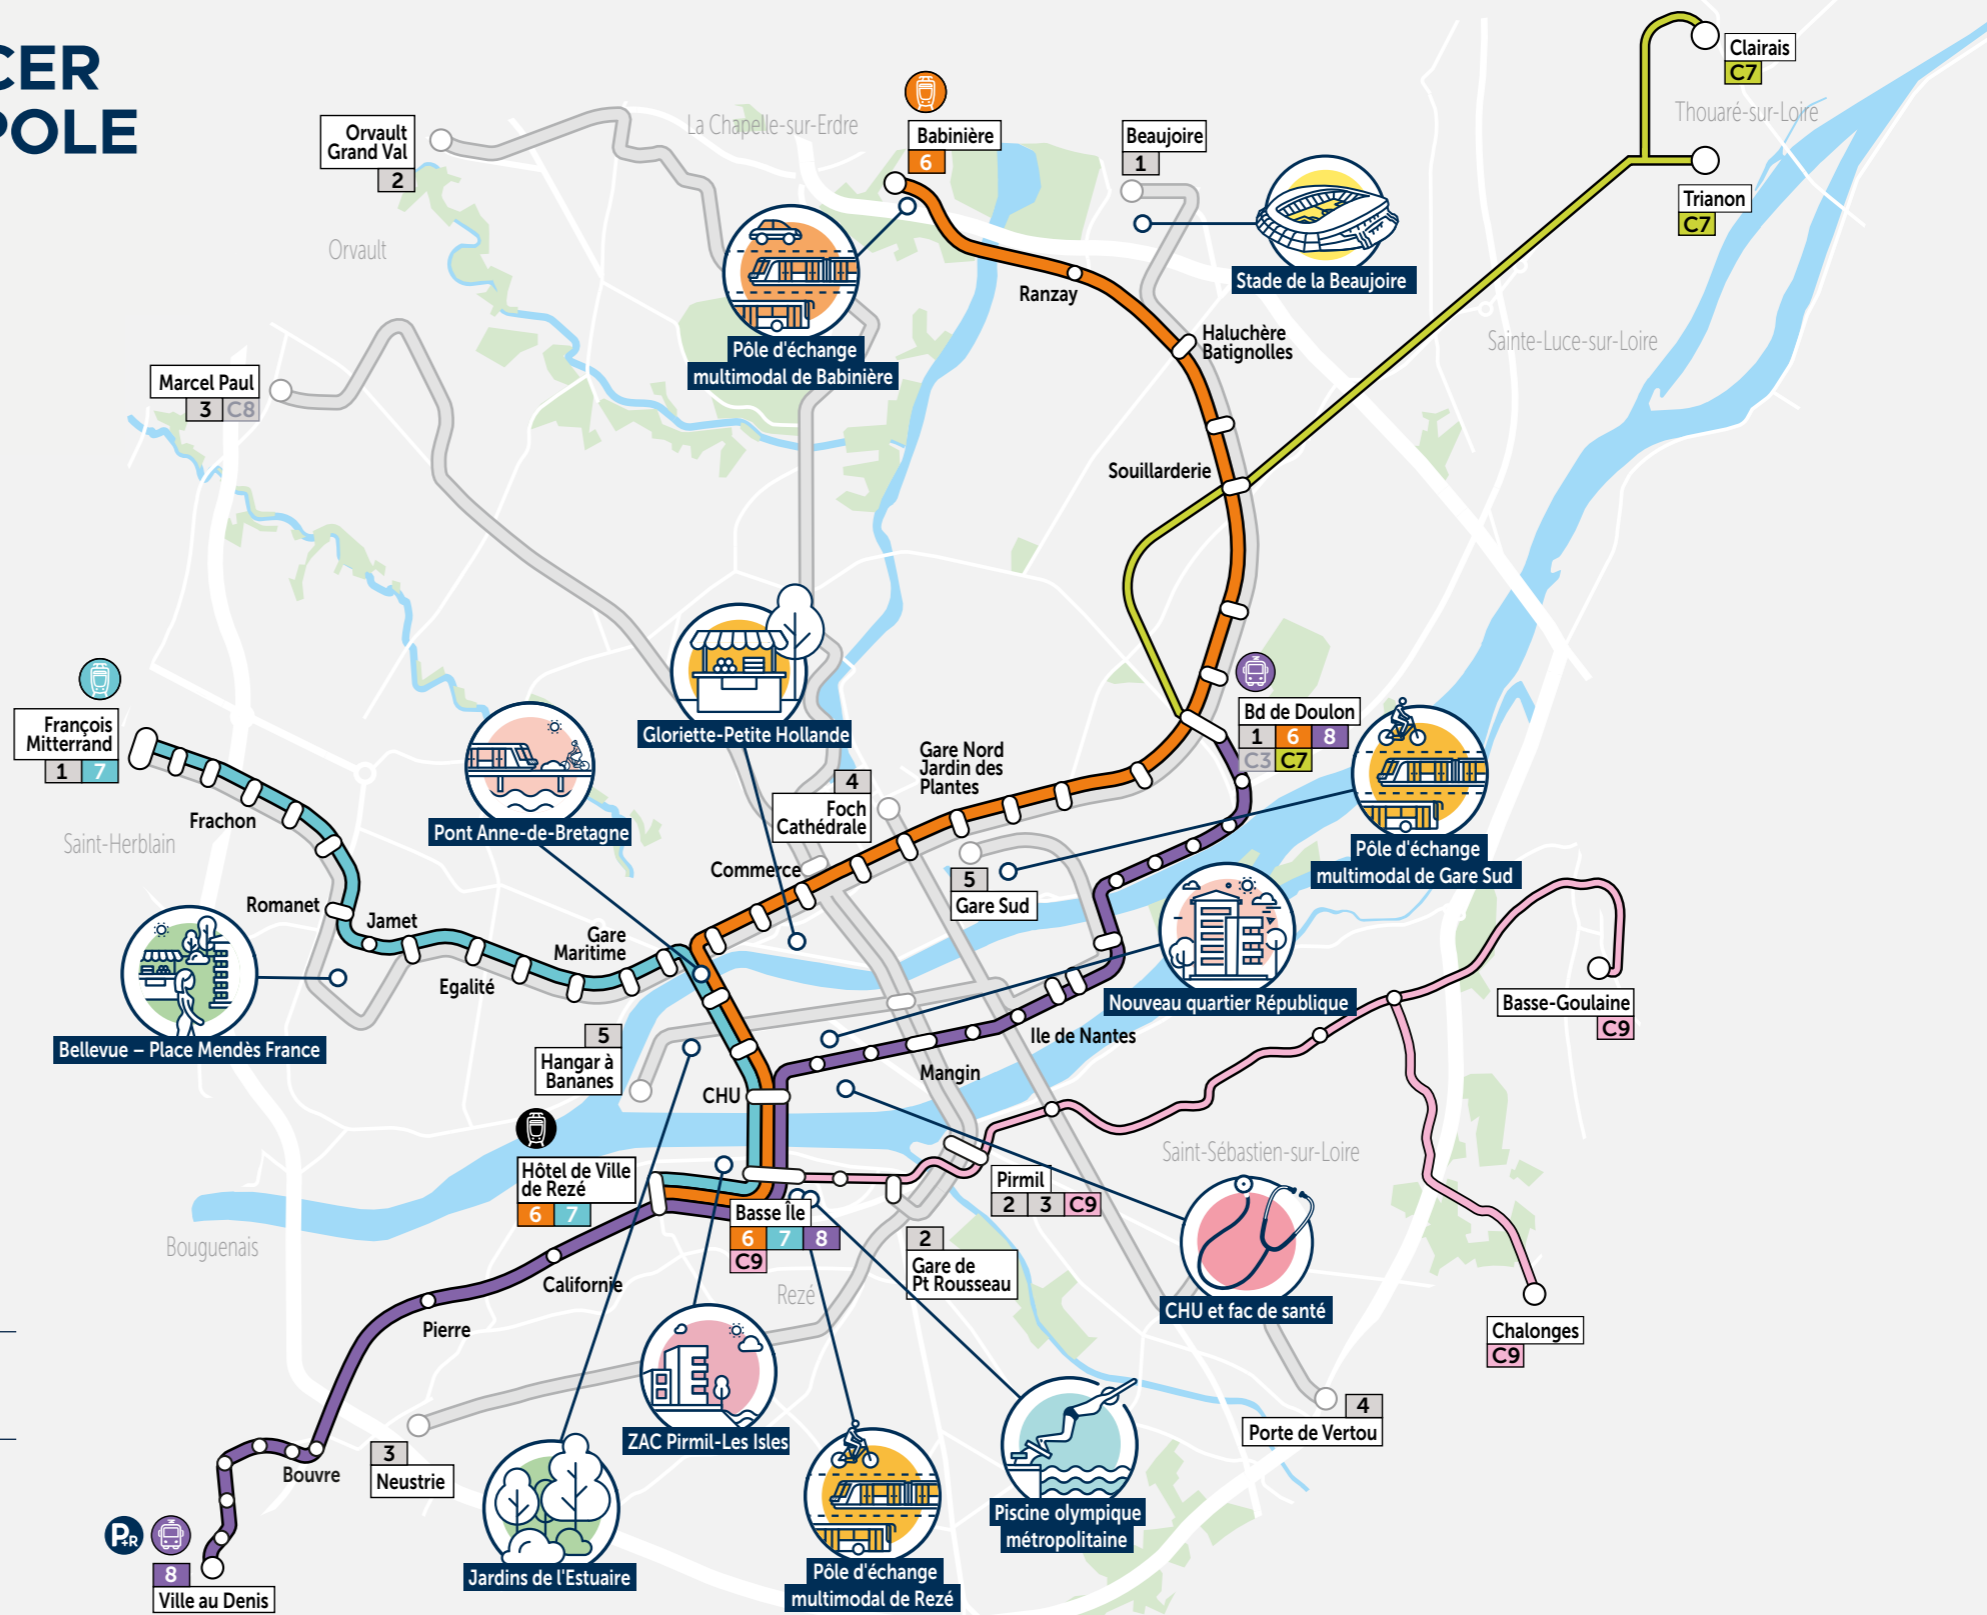 CER
POLE
Clairais
C7
Thouaré-sur-Loire
Trianon
C7
Babinière
6
La Chapelle-sur-Erdre
Beaujoire
1
Orvault
Grand Val
2
Orvault
Stade de la Beaujoire
Ranzay
Haluchère
Batignolles
Sainte-Luce-sur-Loire
Pôle d'échange
multimodal de Babinière
Marcel Paul
3 C8
Souillarderie
François
Mitterrand
1 7
Gloriette-Petite Hollande
Bd de Doulon
1 6 8
C3 C7
Gare Nord
Jardin des
Plantes
4
Foch
Cathédrale
Pont Anne-de-Bretagne
Frachon
Saint-Herblain
Commerce
Pôle d'échange
multimodal de Gare Sud
5
Gare Sud
Romanet
Jamet
Gare
Maritime
Egalité
Bellevue – Place Mendès France
Nouveau quartier République
Basse-Goulaine
C9
5
Hangar à
Bananes
Ile de Nantes
Mangin
CHU
Hôtel de Ville
de Rezé
6 7
Saint-Sébastien-sur-Loire
Pirmil
2 3 C9
Basse Île
6 7 8
C9
Bouguenais
Californie
Rezé
2
Gare de
Pt Rousseau
CHU et fac de santé
Pierre
Chalonges
C9
4
Porte de Vertou
ZAC Pirmil-Les Isles
Bouvre
3
Neustrie
Piscine olympique
métropolitaine
P+R
8
Ville au Denis
Jardins de l'Estuaire
Pôle d'échange
multimodal de Rezé